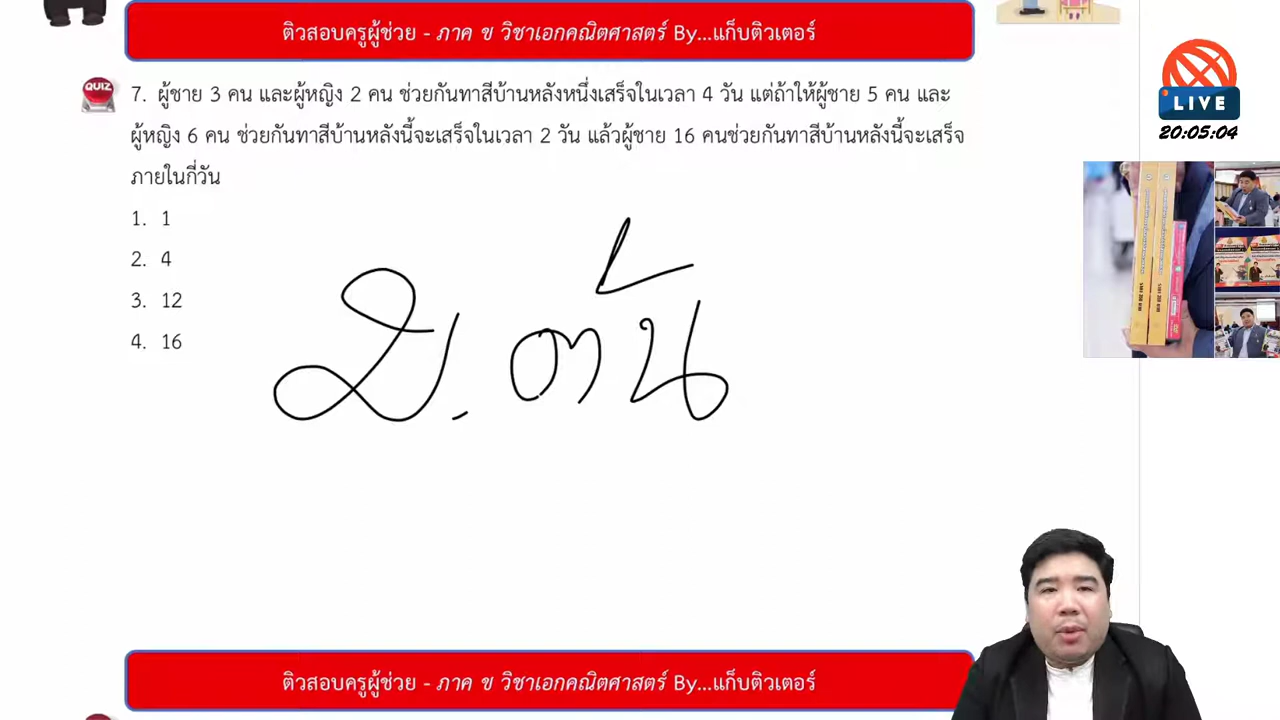 ติวสอบครูผู้ช่วย - ภาค ข วิชาเอกคณิตศาสตร์ By...แก็บติวเตอร์
QUIZ
7. ผู้ชาย 3 คน และผู้หญิง 2 คน ช่วยกันทาสีบ้านหลังหนึ่งเสร็จในเวลา 4 วัน แต่ถ้าให้ผู้ชาย 5 คน และ
ผู้หญิง 6 คน ช่วยกันทาสีบ้านหลังนี้จะเสร็จในเวลา 2 วัน แล้วผู้ชาย 16 คนช่วยกันทาสีบ้านหลังนี้จะเสร็จ
ภายในกี่วัน
1. 1
2. 4
3. 12
4. 16
ม.ต้น
LIVE
20:05:04
ติวสอบครูผู้ช่วย - ภาค ข วิชาเอกคณิตศาสตร์ By...แก็บติวเตอร์